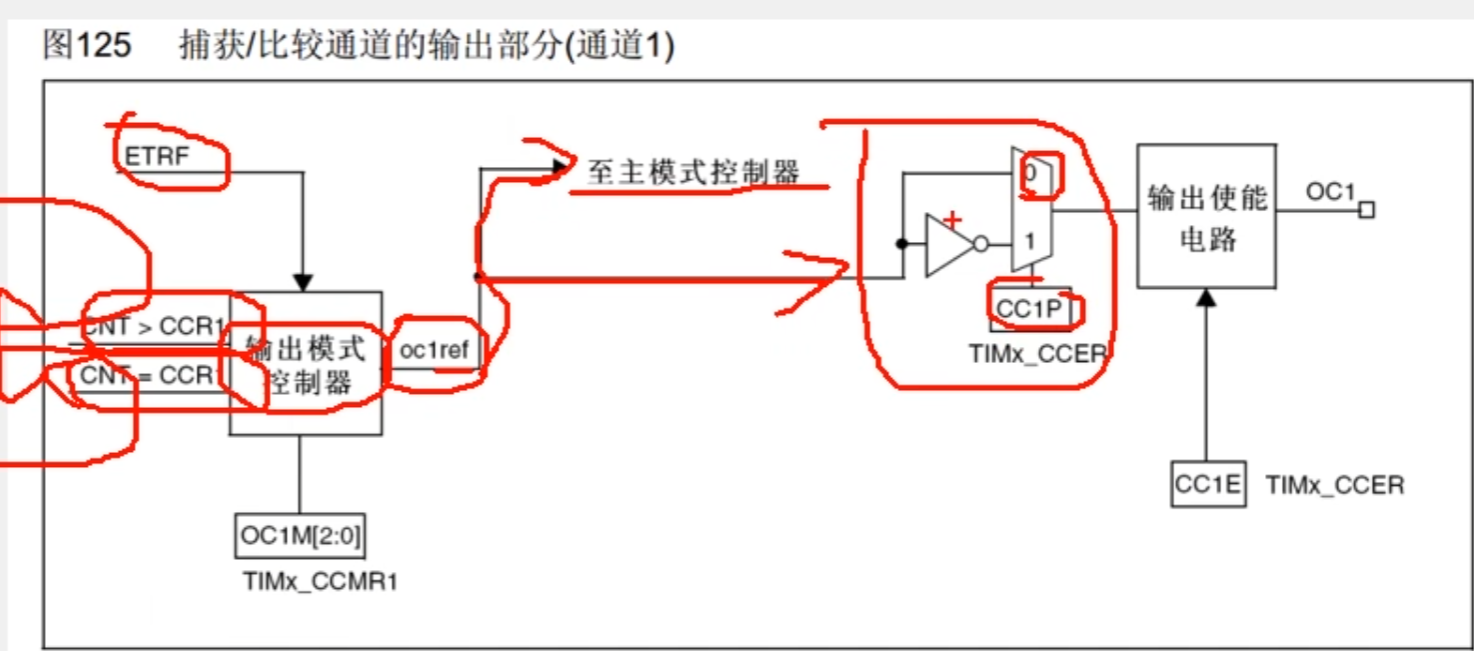 图125 捕获/比较通道的输出部分(通道1)
ETRF
至主模式控制器
0
1
CC1P
TIMx_CCER
输出使能
电路
OC1
CNT > CCR1
CNT = CCR
输出模式
控制器
oc1ref
CC1E
TIMx_CCER
OC1M[2:0]
TIMx_CCMR1